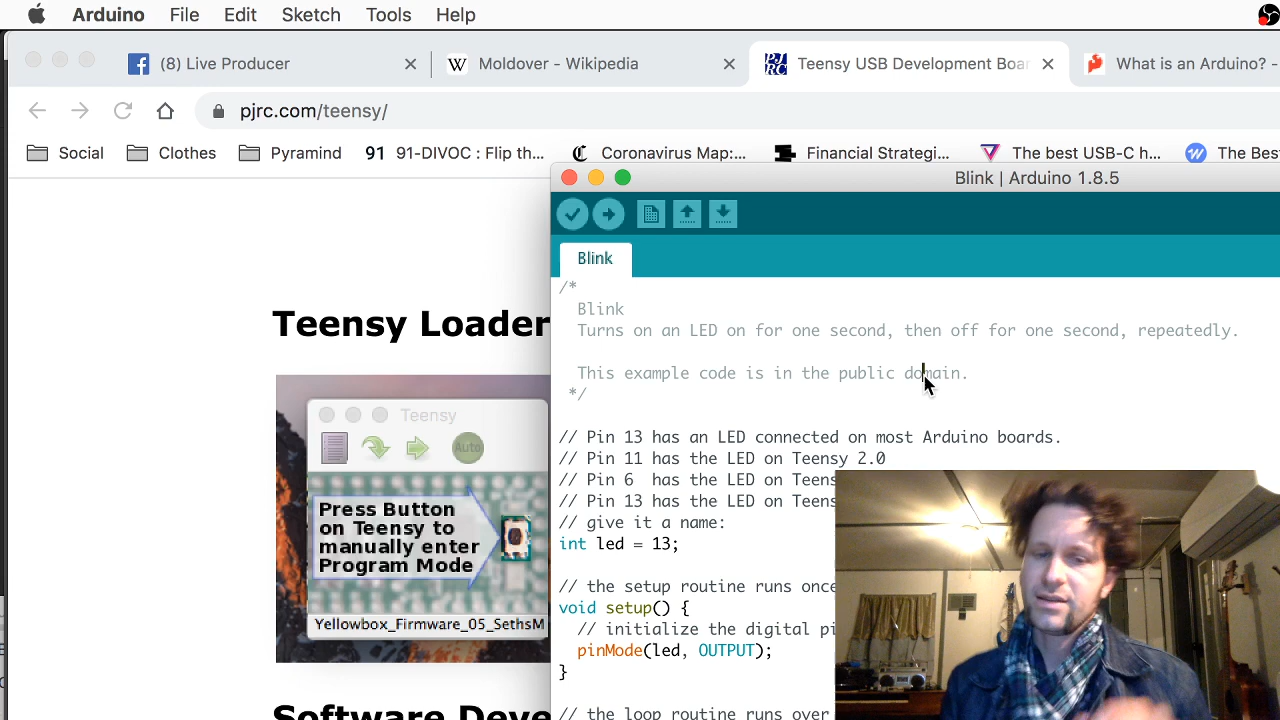 Arduino File Edit Sketch Tools Help
(8) Live Producer
Moldover - Wikipedia
PJRC Teensy USB Development Boar
What is an Arduino? -
pjrc.com/teensy/
Social Clothes Pyramind 91 91-DIVOC : Flip th... Coronavirus Map:... Financial Strategi... The best USB-C h... The Bes
Blink | Arduino 1.8.5
Blink
/*
Blink
Turns on an LED on for one second, then off for one second, repeatedly.
This example code is in the public domain.
*/
// Pin 13 has an LED connected on most Arduino boards.
// Pin 11 has the LED on Teensy 2.0
// Pin 6  has the LED on Teens
// Pin 13 has the LED on Teens
// give it a name:
int led = 13;
// the setup routine runs once
void setup() {
// initialize the digital pi
pinMode(led, OUTPUT);
}
// the loop routine runs over
Teensy Loader
Teensy
Auto
Press Button
on Teensy to
manually enter
Program Mode
Yellowbox_Firmware_05_SethsM
Software Deve